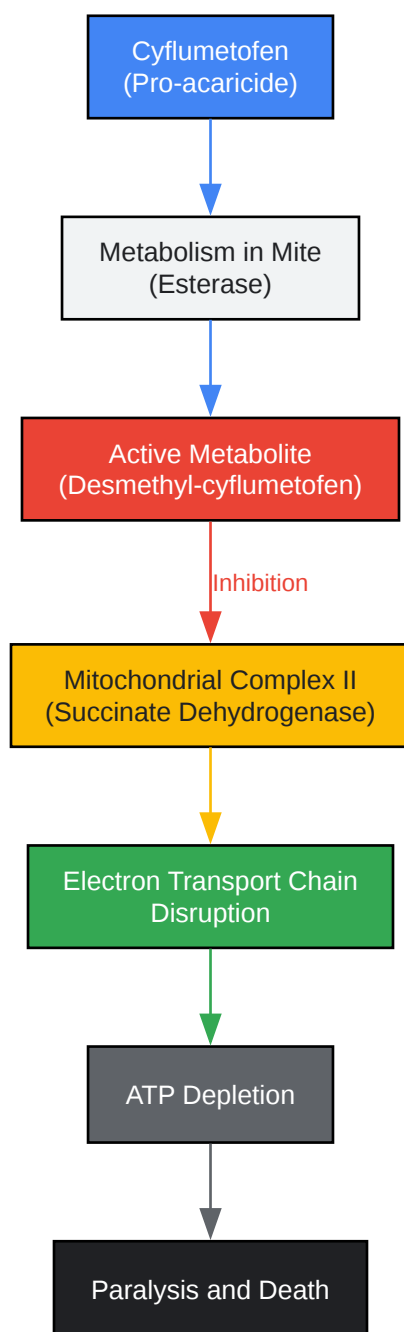 Cyflumetofen
(Pro-acaricide)
Metabolism in Mite
(Esterase)
Active Metabolite
(Desmethyl-cyflumetofen)
Inhibition
Mitochondrial Complex II
(Succinate Dehydrogenase)
Electron Transport Chain
Disruption
ATP Depletion
Paralysis and Death